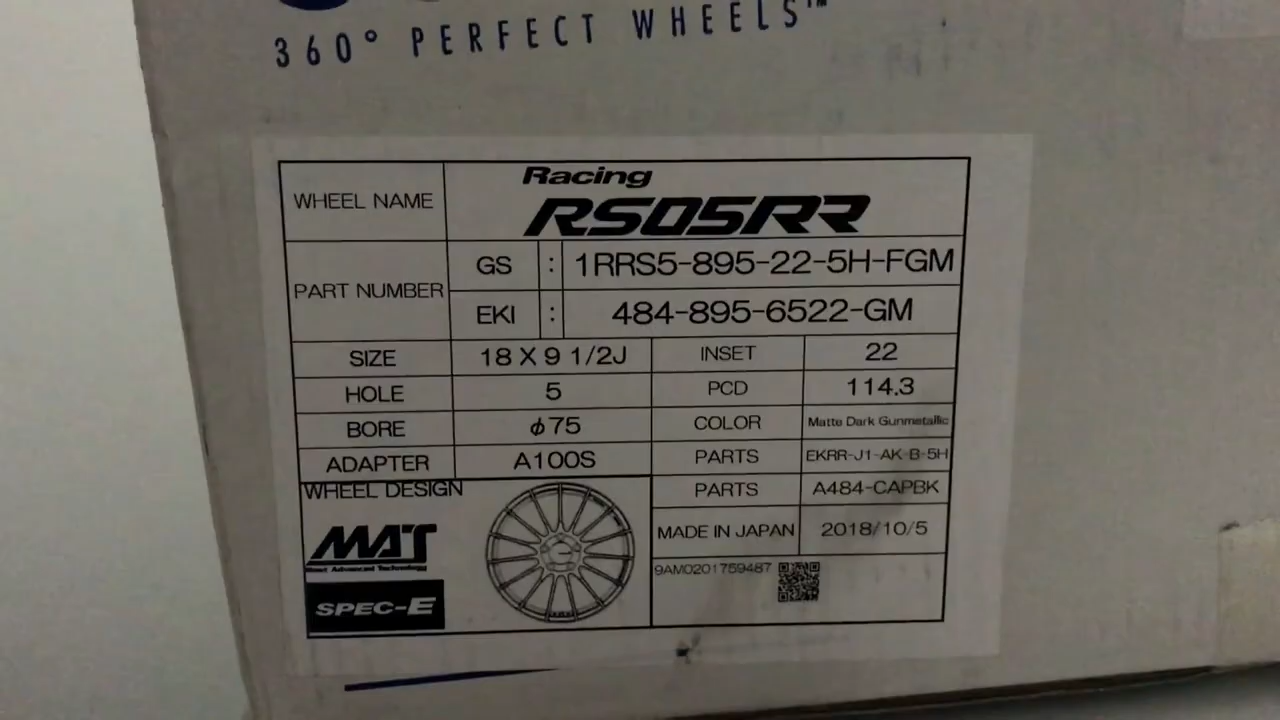 360° PERFECT WHEELS™
WHEEL NAME
Racing
RS05RR
PART NUMBER
GS : 1RRS5-895-22-5H-FGM
EKI : 484-895-6522-GM
SIZE 18 X 9 1/2J INSET 22
HOLE 5 PCD 114.3
BORE φ75 COLOR Matte Dark Gunmetallic
ADAPTER A100S PARTS EKRR-J1-AK-B-5H
WHEEL DESIGN PARTS A484-CAPBK
MAT
Most Advanced Technology
SPEC-E
MADE IN JAPAN 2018/10/5
9AM0201759487